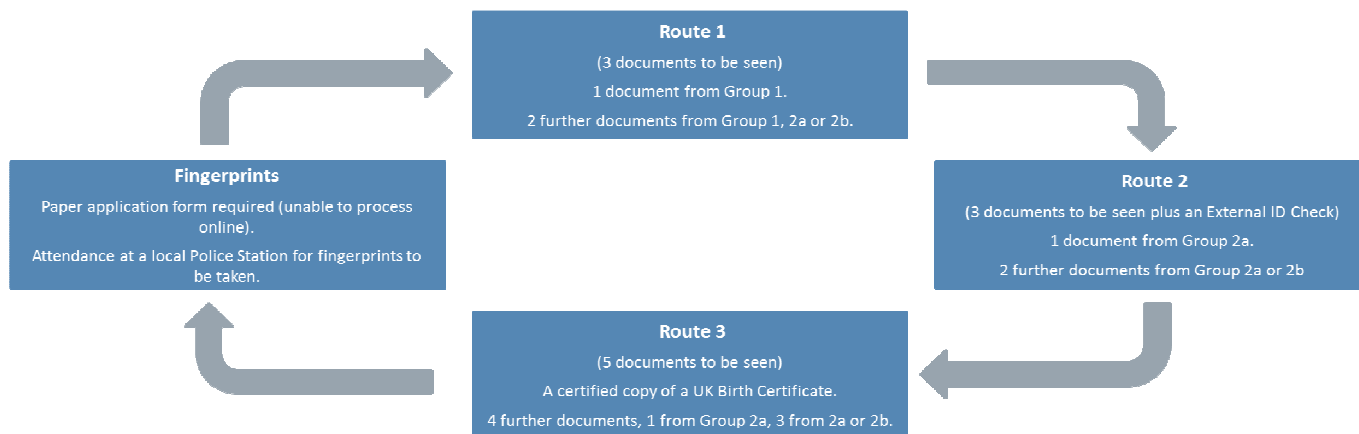 Route 1
(3 documents to be seen)
1 document from Group 1.
2 further documents from Group 1, 2a or 2b.
Route 2
(3 documents to be seen plus an External ID Check)
1 document from Group 2a.
2 further documents from Group 2a or 2b
Route 3
(5 documents to be seen)
A certified copy of a UK Birth Certificate.
4 further documents, 1 from Group 2a, 3 from 2a or 2b.
Fingerprints
Paper application form required (unable to process
online).
Attendance at a local Police Station for fingerprints to
be taken.